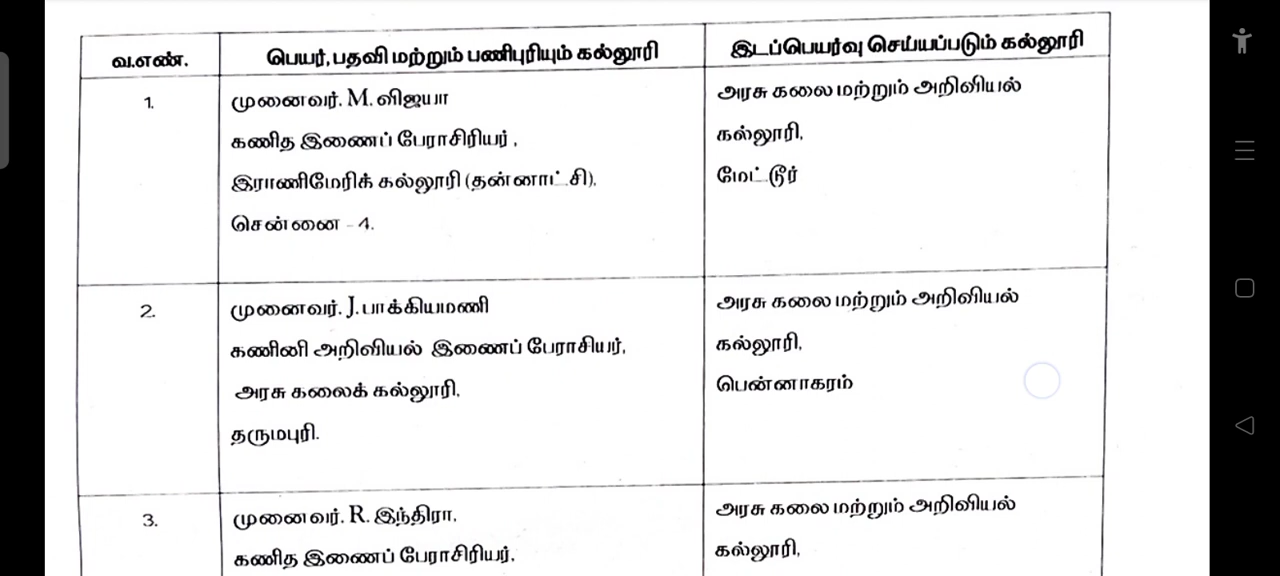 வ.எண்.
பெயர், பதவி மற்றும் பணிபுரியும் கல்லூரி
இடப்பெயர்வு செய்யப்படும் கல்லூரி
1.
முனைவர். M. விஜயா
கணித இணைப் பேராசிரியர்,
இராணிமேரிக் கல்லூரி (தன்னாட்சி),
சென்னை - 4.
அரசு கலை மற்றும் அறிவியல்
கல்லூரி,
மேட்டூர்
2.
முனைவர். J. பாக்கியமணி
கணினி அறிவியல் இணைப் பேராசியர்,
அரசு கலைக் கல்லூரி,
தருமபுரி.
அரசு கலை மற்றும் அறிவியல்
கல்லூரி,
பென்னாகரம்
3.
முனைவர். R. இந்திரா,
கணித இணைப் பேராசிரியர்,
அரசு கலை மற்றும் அறிவியல்
கல்லூரி,